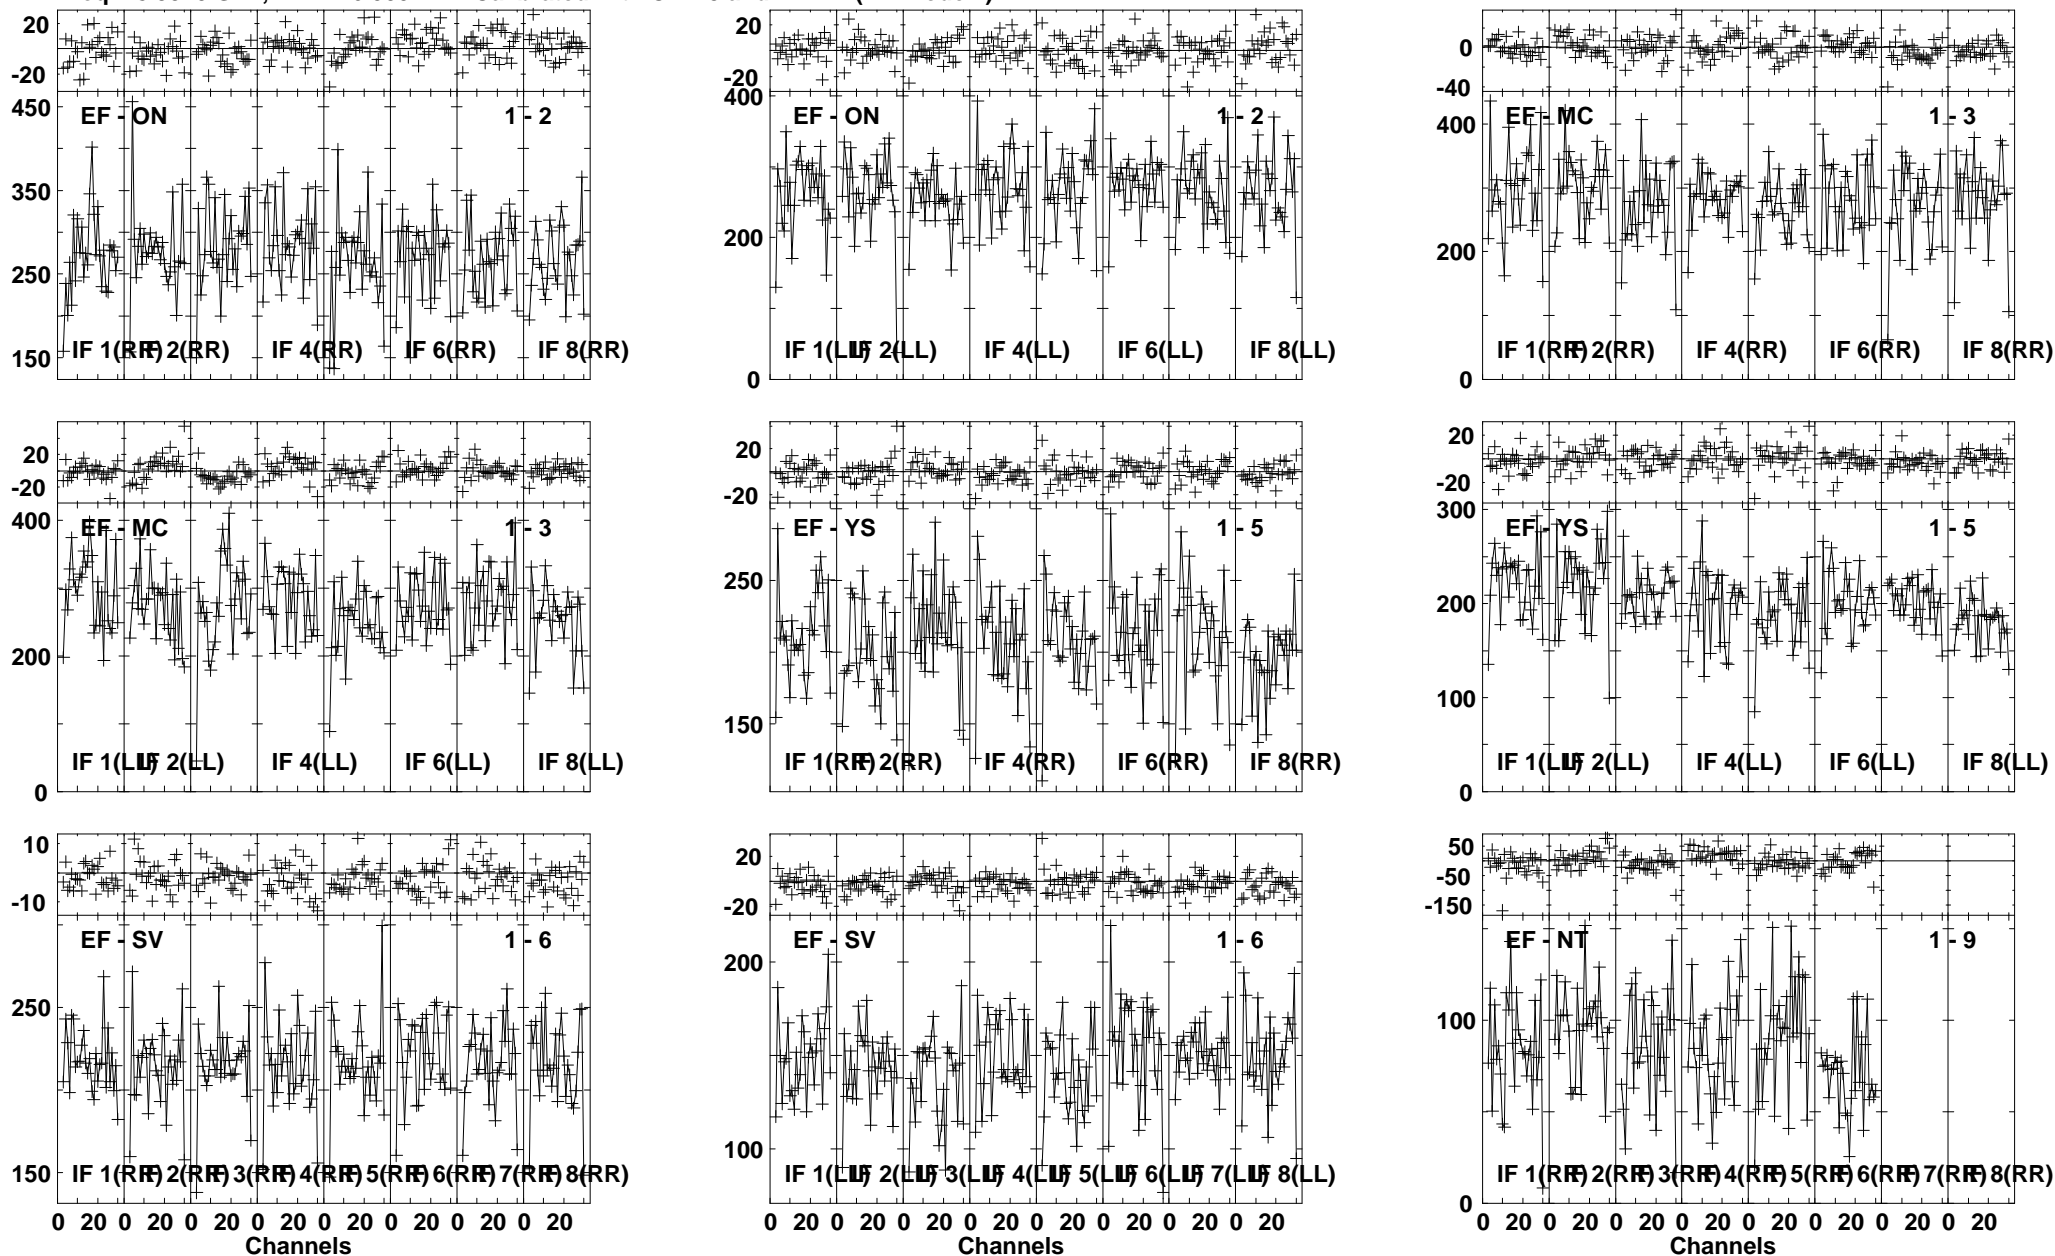 20
-20
450
350
250
150
EF - ON
1 - 2
IF 1(RR)
IF 2(RR)
IF 4(RR)
IF 6(RR)
IF 8(RR)
20
-20
400
200
0
EF - ON
1 - 2
IF 1(LL)
IF 2(LL)
IF 4(LL)
IF 6(LL)
IF 8(LL)
0
-40
400
200
0
EF - MC
1 - 3
IF 1(RR)
IF 2(RR)
IF 4(RR)
IF 6(RR)
IF 8(RR)
20
-20
400
200
0
EF - MC
1 - 3
IF 1(LL)
IF 2(LL)
IF 4(LL)
IF 6(LL)
IF 8(LL)
20
-20
250
150
EF - YS
1 - 5
IF 1(RR)
IF 2(RR)
IF 4(RR)
IF 6(RR)
IF 8(RR)
20
-20
300
200
100
0
EF - YS
1 - 5
IF 1(LL)
IF 2(LL)
IF 4(LL)
IF 6(LL)
IF 8(LL)
10
-10
250
150
EF - SV
1 - 6
IF 1(RR)
IF 2(RR)
IF 3(RR)
IF 4(RR)
IF 5(RR)
IF 6(RR)
IF 7(RR)
IF 8(RR)
0 20 0 20 0 20 0 20 0 20 0 20 0 20 0 20
Channels
20
-20
200
100
EF - SV
1 - 6
IF 1(LL)
IF 2(LL)
IF 3(LL)
IF 4(LL)
IF 5(LL)
IF 6(LL)
IF 7(LL)
IF 8(LL)
0 20 0 20 0 20 0 20 0 20 0 20 0 20 0 20
Channels
50
-50
-150
100
0
EF - NT
1 - 9
IF 1(RR)
IF 2(RR)
IF 3(RR)
IF 4(RR)
IF 5(RR)
IF 6(RR)
IF 7(RR)
IF 8(RR)
0 20 0 20 0 20 0 20 0 20 0 20 0 20 0 20
Channels